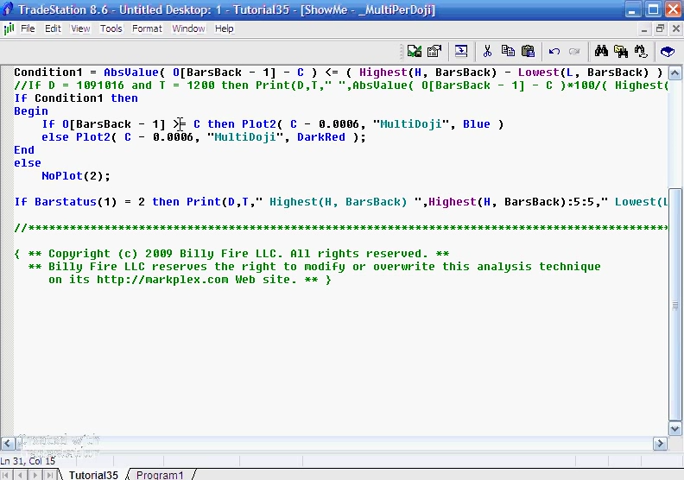 TradeStation 8.6 - Untitled Desktop: 1 - Tutorial35 - [ShowMe - _MultiPerDoji]
File Edit View Tools Format Window Help
Condition1 = AbsValue( O[BarsBack - 1] - C ) <= ( Highest(H, BarsBack) - Lowest(L, BarsBack) )
//If D = 1091016 and T = 1200 then Print(D,T," ",AbsValue( O[BarsBack - 1] - C )*100/( Highest(
If Condition1 then
Begin
If O[BarsBack - 1] >= C then Plot2( C - 0.0006, "MultiDoji", Blue )
else Plot2( C - 0.0006, "MultiDoji", DarkRed );
End
else
NoPlot(2);
If Barstatus(1) = 2 then Print(D,T," Highest(H, BarsBack) ",Highest(H, BarsBack):5:5," Lowest(L
//************************************************************************************
{ ** Copyright (c) 2009 Billy Fire LLC. All rights reserved. **
** Billy Fire LLC reserves the right to modify or overwrite this analysis technique
on its http://markplex.com Web site. ** }
Created with
Ln 31, Col 15
Tutorial35 Program1